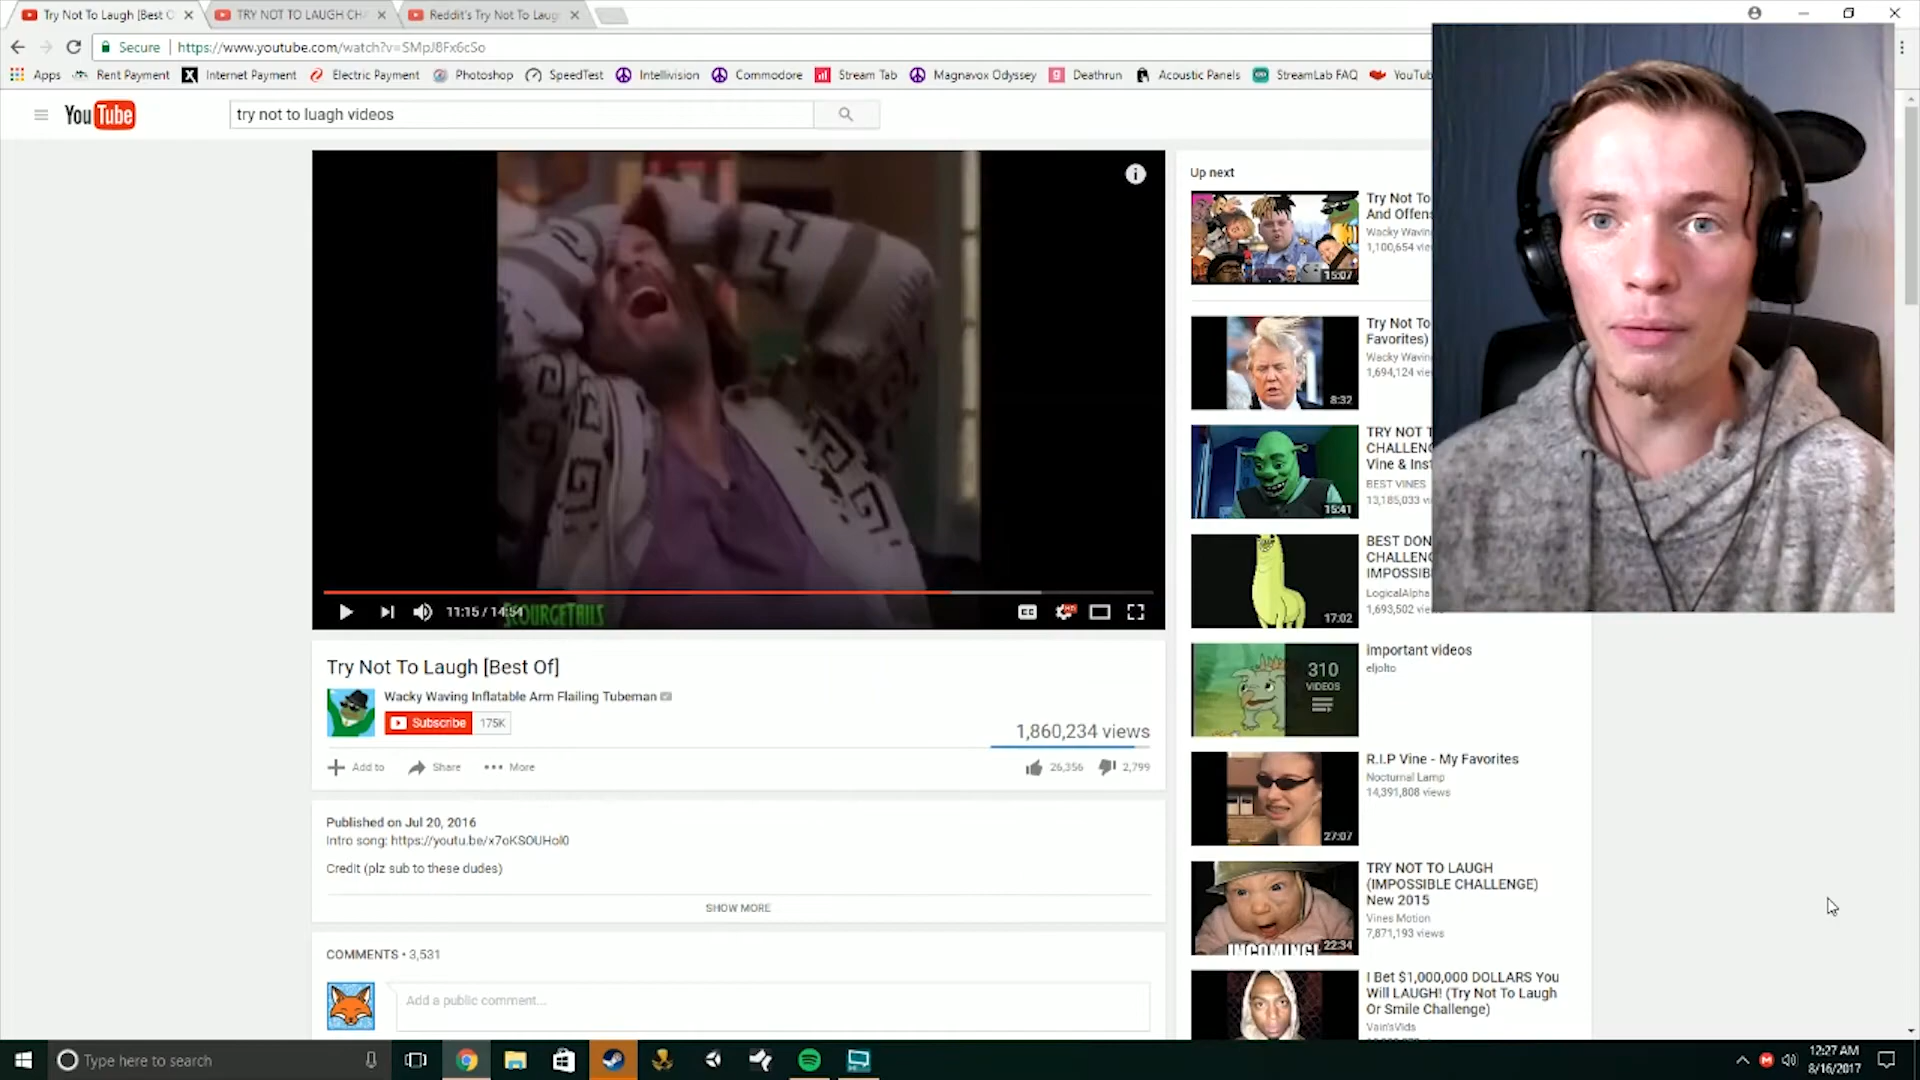 Try Not To Laugh [Best O
TRY NOT TO LAUGH CHA
Reddit's Try Not To Laug
Secure
https://www.youtube.com/watch?v=SMpJ8Fx6cSo
Apps
Rent Payment
Internet Payment
Electric Payment
Photoshop
SpeedTest
Intellivision
Commodore
Stream Tab
Magnavox Odyssey
Deathrun
Acoustic Panels
StreamLab FAQ
YouTub
YouTube
try not to luagh videos
11:15 / 14:54
SCOURGETAILS
CC
HD
Try Not To Laugh [Best Of]
Wacky Waving Inflatable Arm Flailing Tubeman
Subscribe
175K
1,860,234 views
Add to
Share
More
26,356
2,799
Published on Jul 20, 2016
Intro song: https://youtu.be/x7oKSOUHol0
Credit (plz sub to these dudes)
SHOW MORE
COMMENTS • 3,531
Add a public comment...
Up next
Try Not To
And Offens
Wacky Wavin
1,100,654 vie
15:07
Try Not To
Favorites)
Wacky Wavin
1,694,124 vie
8:32
TRY NOT T
CHALLENG
Vine & Inst
BEST VINES
13,185,033 v
15:41
BEST DON
CHALLENG
IMPOSSIB
LogicalAlpha
1,693,502 vie
17:02
important videos
eljolto
310
VIDEOS
R.I.P Vine - My Favorites
Nocturnal Lamp
14,391,808 views
27:07
TRY NOT TO LAUGH
(IMPOSSIBLE CHALLENGE)
New 2015
Vines Motion
7,871,193 views
INCOMING!
22:34
I Bet $1,000,000 DOLLARS You
Will LAUGH! (Try Not To Laugh
Or Smile Challenge)
Vain'sVids
Type here to search
12:27 AM
8/16/2017